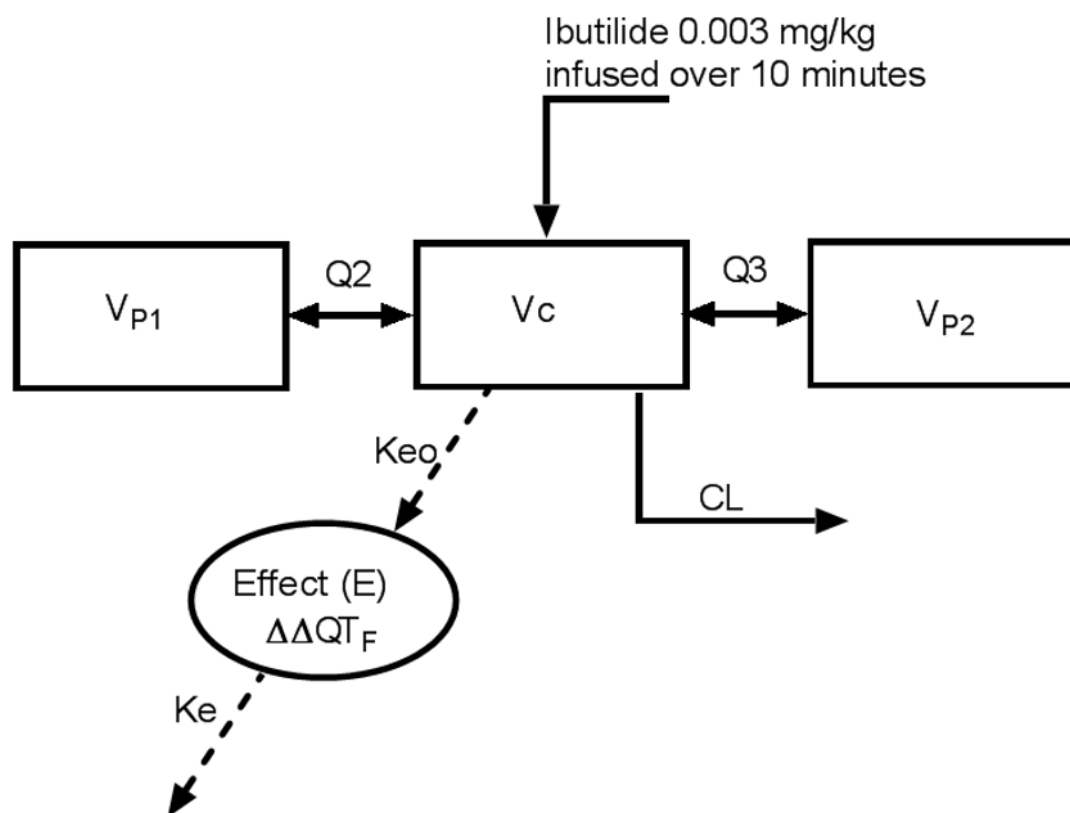 Ibutilide 0.003 mg/kg
infused over 10 minutes
Q2
Q3
V_P1
Vc
V_P2
Keo
CL
Effect (E)
ΔΔQT_F
Ke